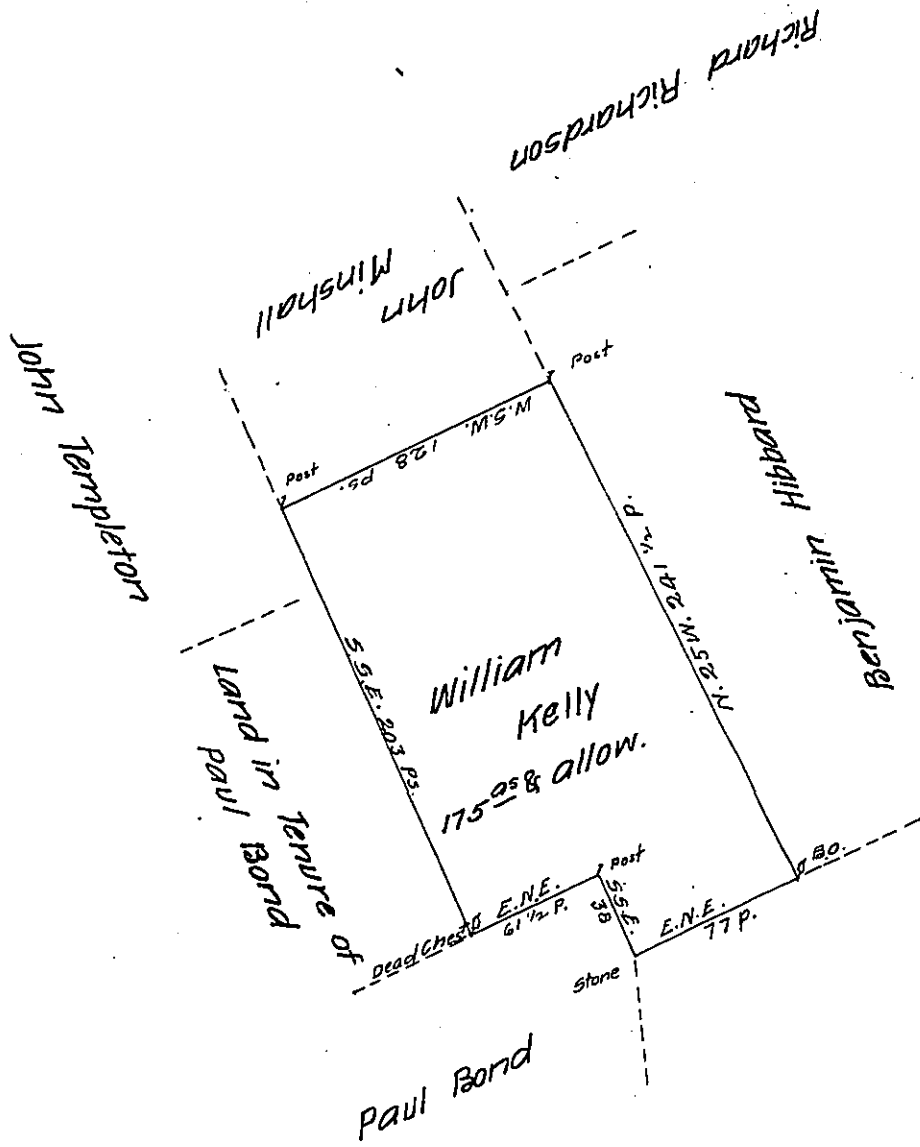 Richard Richardson
John
Minshall
John Templeton
Post
Post
W.S.W.
128 ps.
Benjamin Hibbard
N. 25 W. 241 1/2 P.
S.S.E. 203 Ps.
William
Kelly
175 as & allow.
Land in Tenure of
Paul Bond
Post
S.S.E.
38
B.O.
E.N.E.
61 1/2 P.
E.N.E.
77 P.
Dead Chest
Stone
Paul Bond